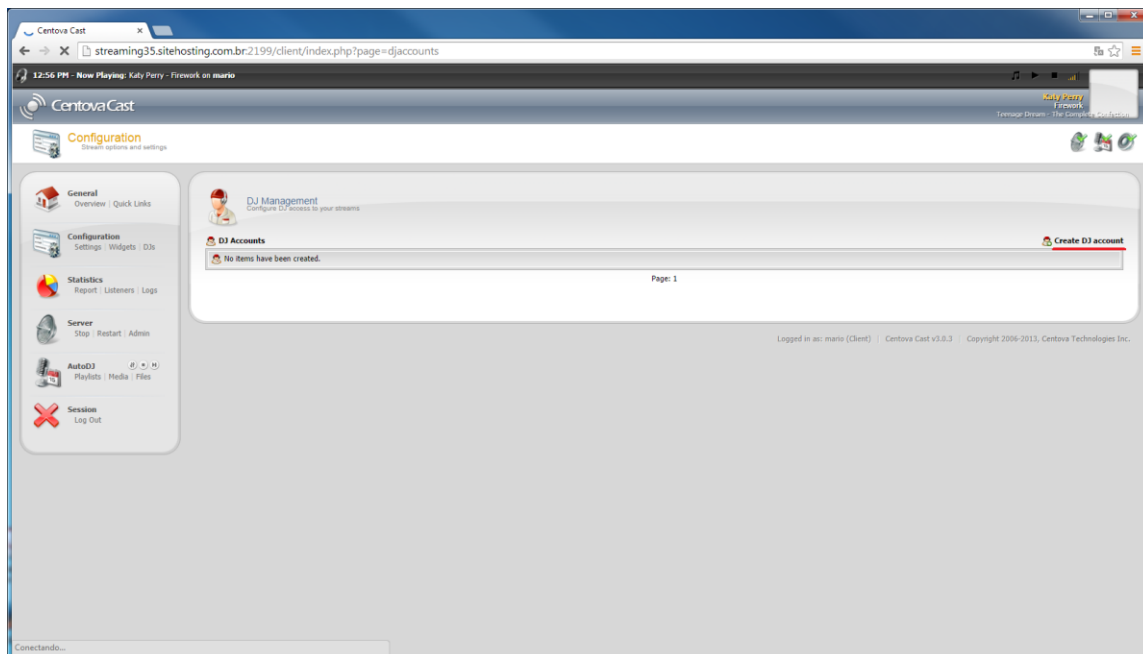 Centova Cast
streaming35.sitehosting.com.br:2199/client/index.php?page=djaccounts
12:56 PM - Now Playing: Katy Perry - Firework on mario
CentovaCast
Katy Perry
Firework
Teenage Dream - The Complete Confection
Configuration
Stream options and settings
General
Overview | Quick Links
Configuration
Settings | Widgets | DJs
Statistics
Report | Listeners | Logs
Server
Stop | Restart | Admin
AutoDJ
Playlists | Media | Files
Session
Log Out
DJ Management
Configure DJ access to your streams
DJ Accounts
Create DJ account
No items have been created.
Page: 1
Logged in as: mario (Client) | Centova Cast v3.0.3 | Copyright 2006-2013, Centova Technologies Inc.
Conectando...